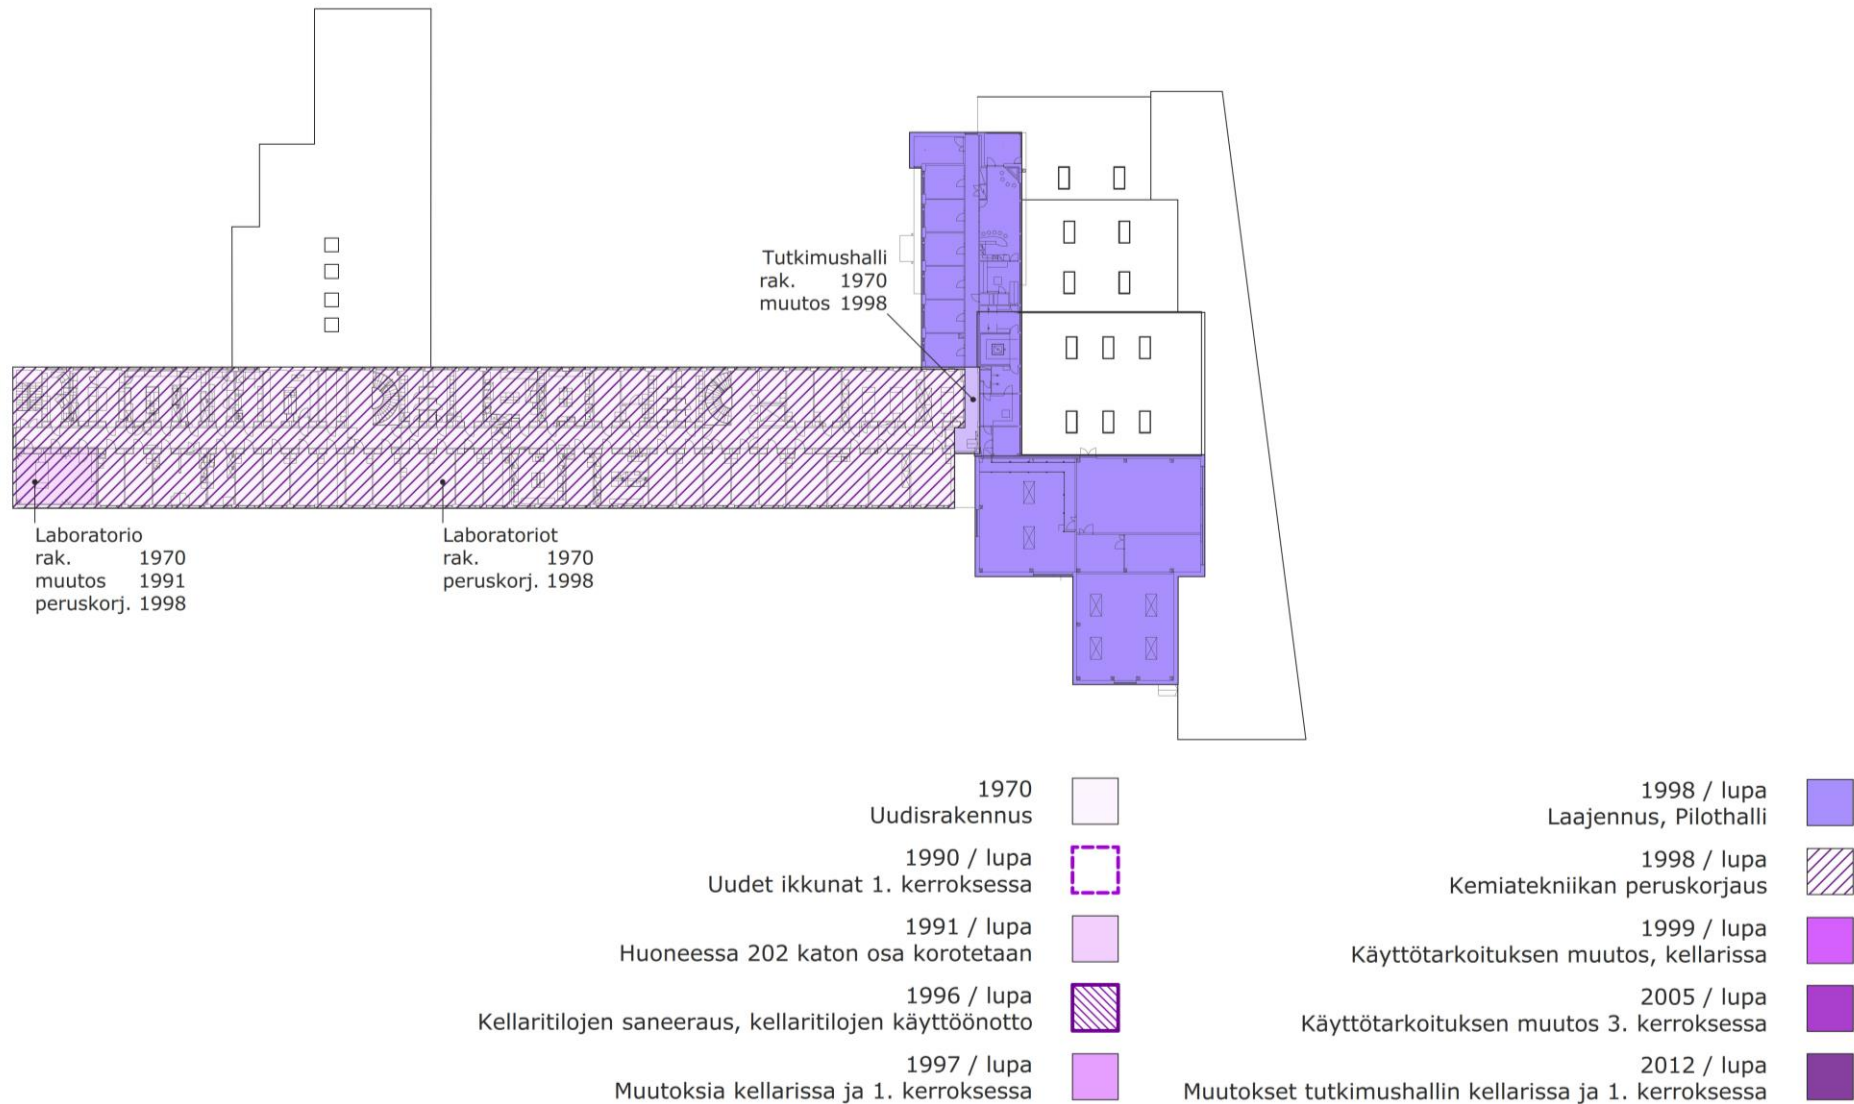 Tutkimushalli
rak. 1970
muutos 1998
Laboratorio
rak. 1970
muutos 1991
peruskorj. 1998
Laboratoriot
rak. 1970
peruskorj. 1998
1970
Uudisrakennus
1990 / lupa
Uudet ikkunat 1. kerroksessa
1991 / lupa
Huoneessa 202 katon osa korotetaan
1996 / lupa
Kellaritilojen saneeraus, kellaritilojen käyttöönotto
1997 / lupa
Muutoksia kellarissa ja 1. kerroksessa
1998 / lupa
Laajennus, Pilothalli
1998 / lupa
Kemiatekniikan peruskorjaus
1999 / lupa
Käyttötarkoituksen muutos, kellarissa
2005 / lupa
Käyttötarkoituksen muutos 3. kerroksessa
2012 / lupa
Muutokset tutkimushallin kellarissa ja 1. kerroksessa